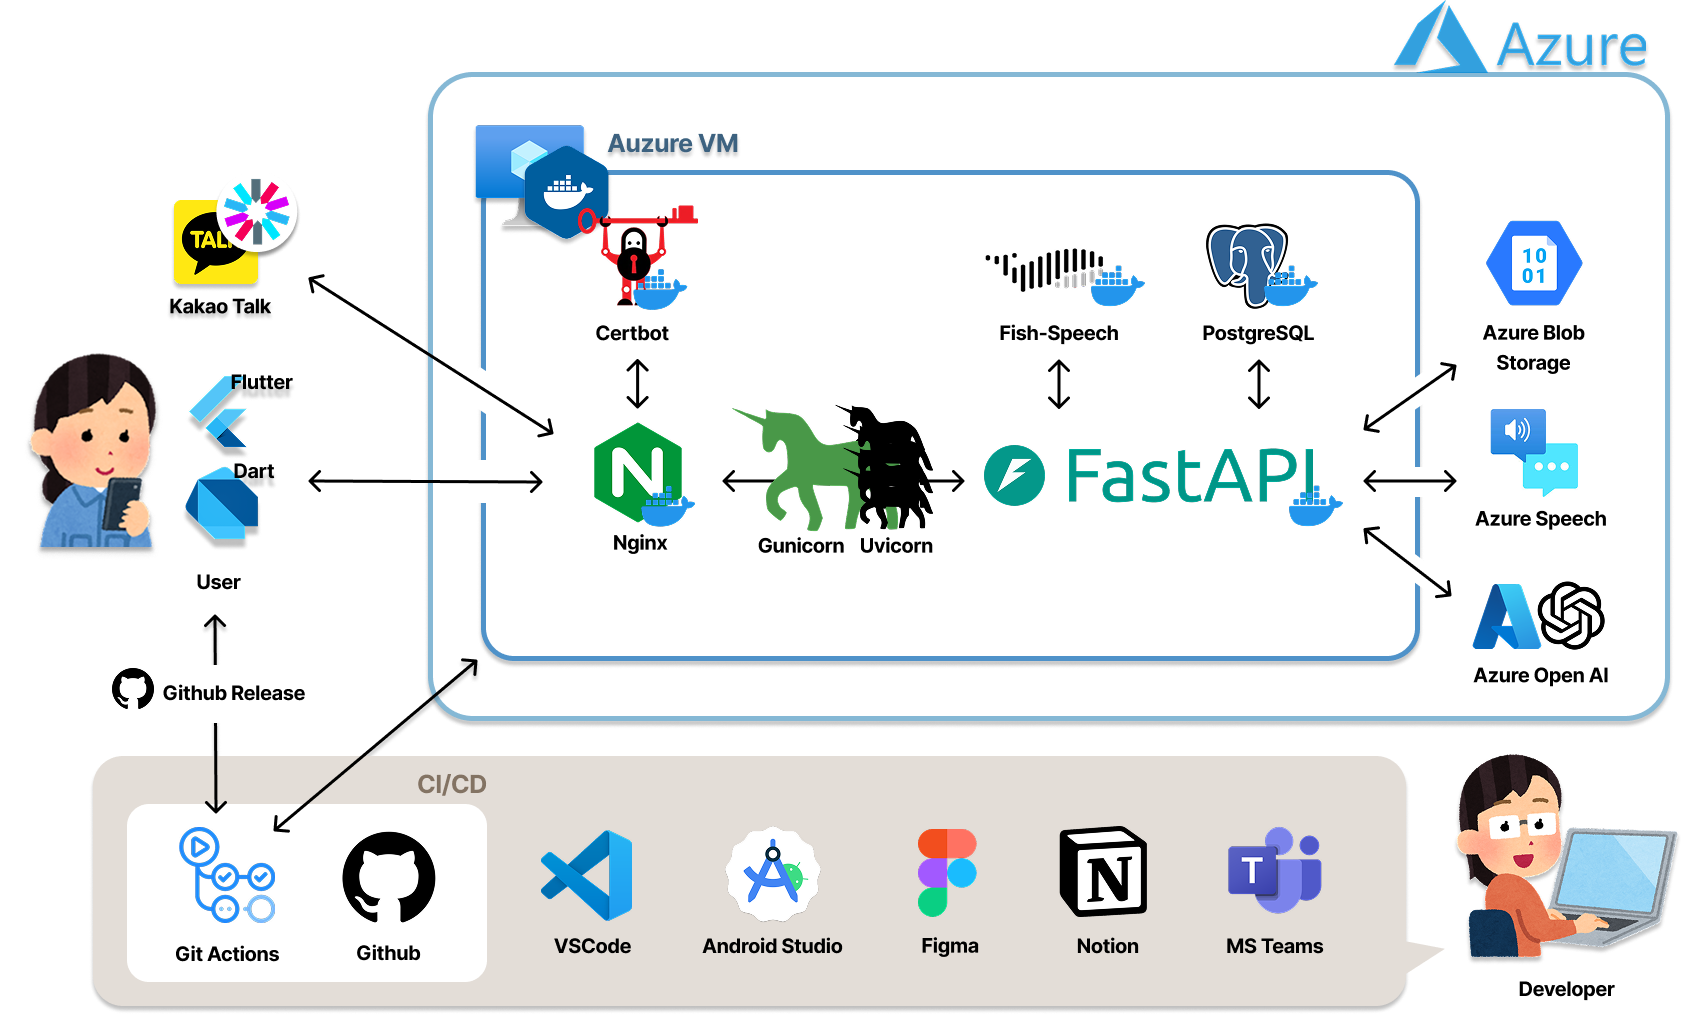 Azure
Auzure VM
TALK
Kakao Talk
Certbot
Fish-Speech
PostgreSQL
10
01
Azure Blob
Storage
Flutter
Dart
User
N
Nginx
Gunicorn
Uvicorn
FastAPI
Azure Speech
Azure Open AI
Github Release
CI/CD
Git Actions
Github
VSCode
Android Studio
Figma
N
Notion
T
MS Teams
Developer